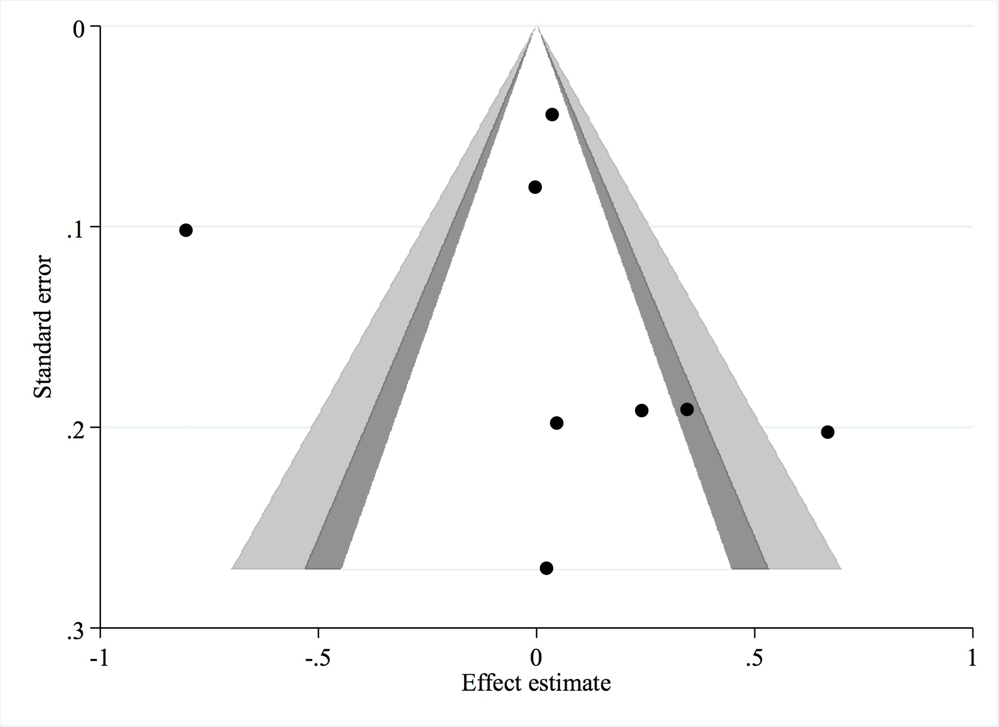 0
.1
.2
.3
Standard error
-1 -.5 0 .5 1
Effect estimate